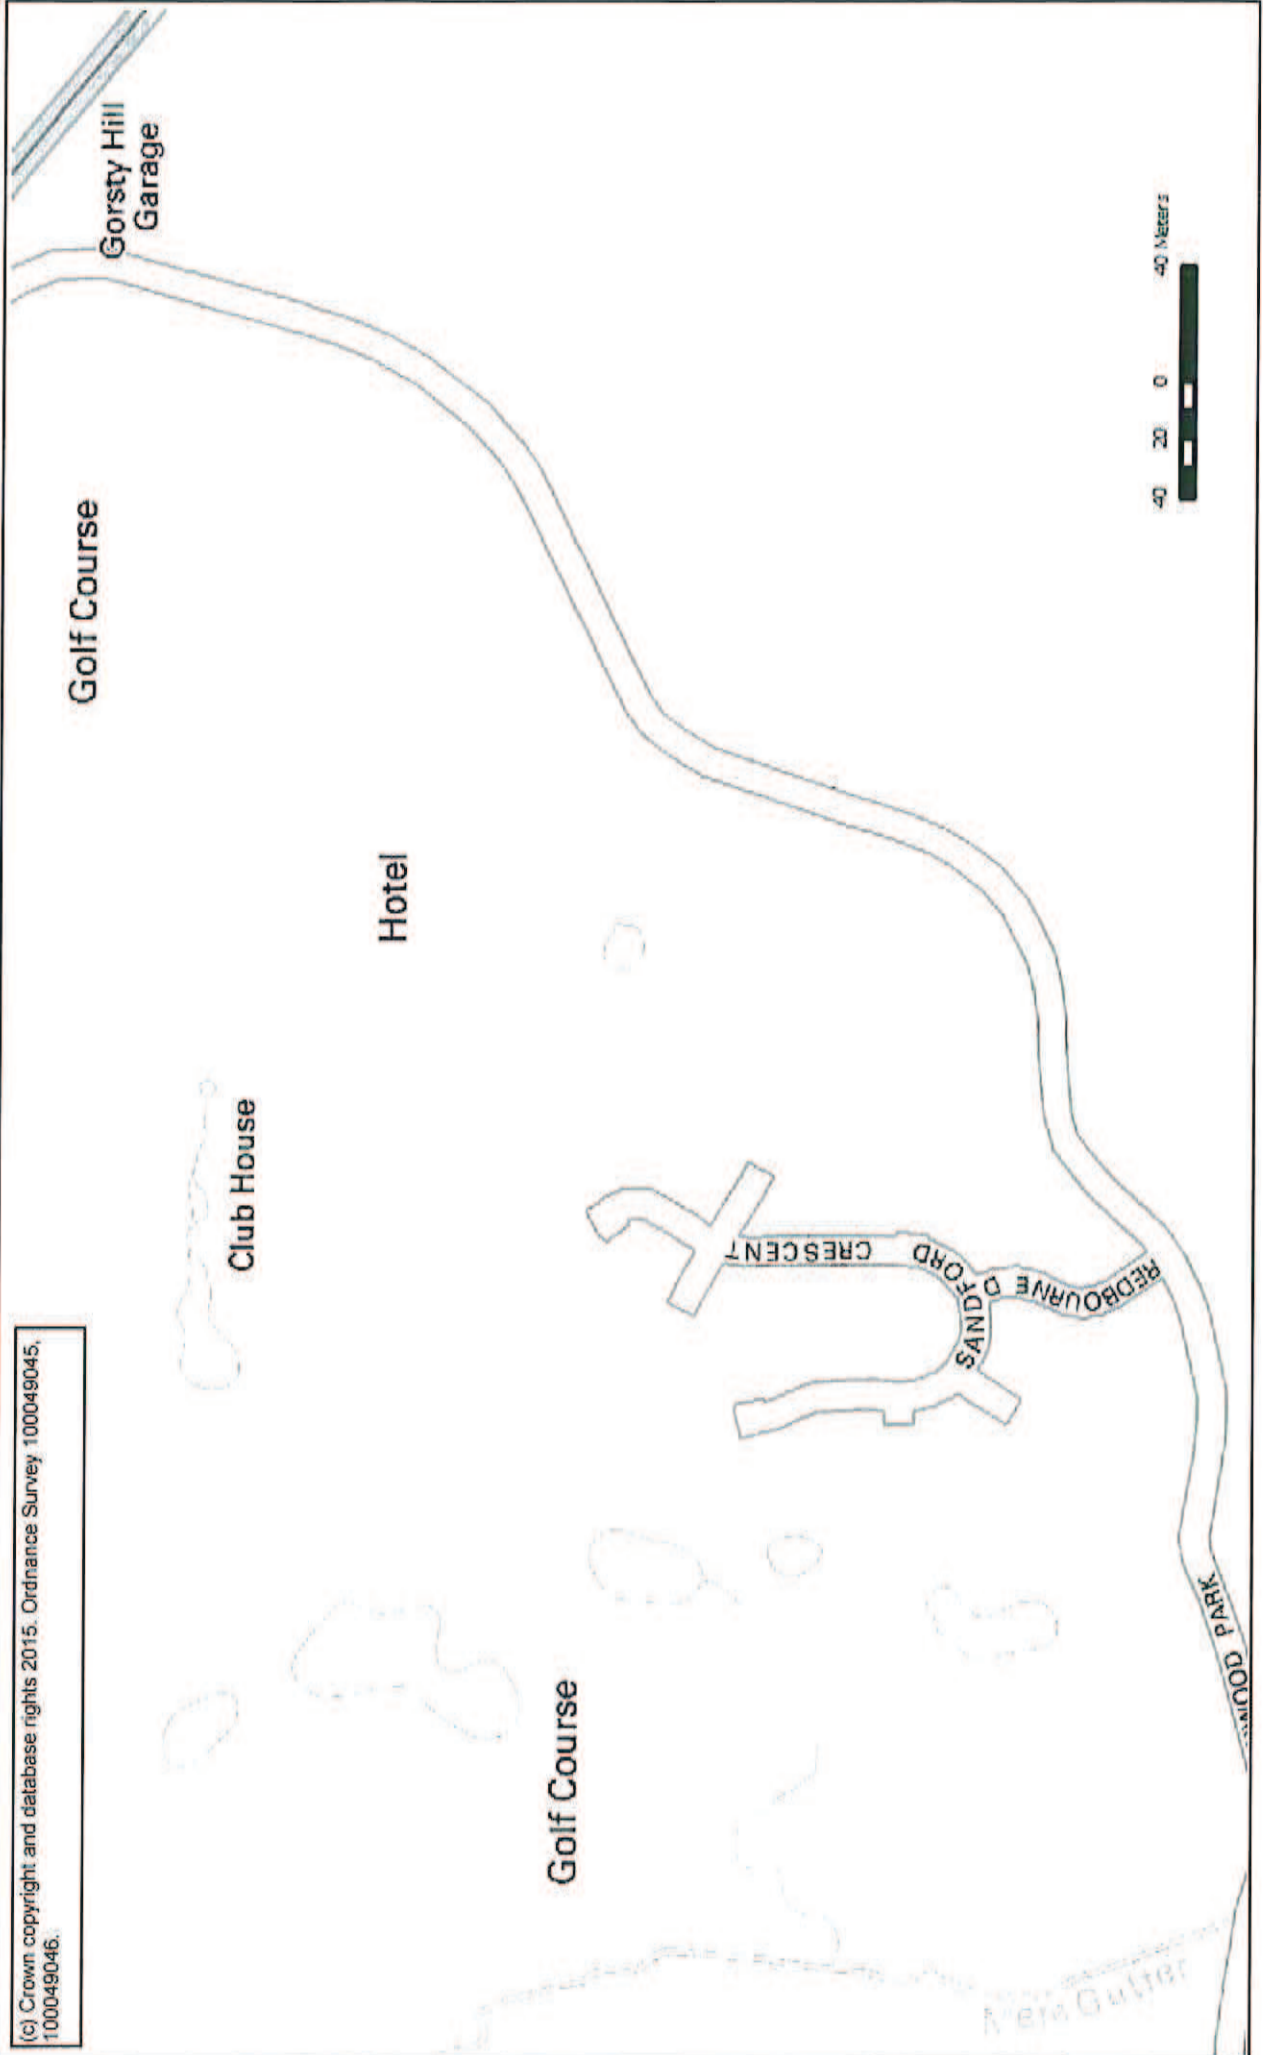 (c) Crown copyright and database rights 2015. Ordnance Survey 100049045,
100049046.
Gorsty Hill
Garage
Golf Course
Hotel
Club House
Golf Course
SANDFORD CRESCENT
REDBOURNE D
PARK
Gutter
40 20 0 40 Meters